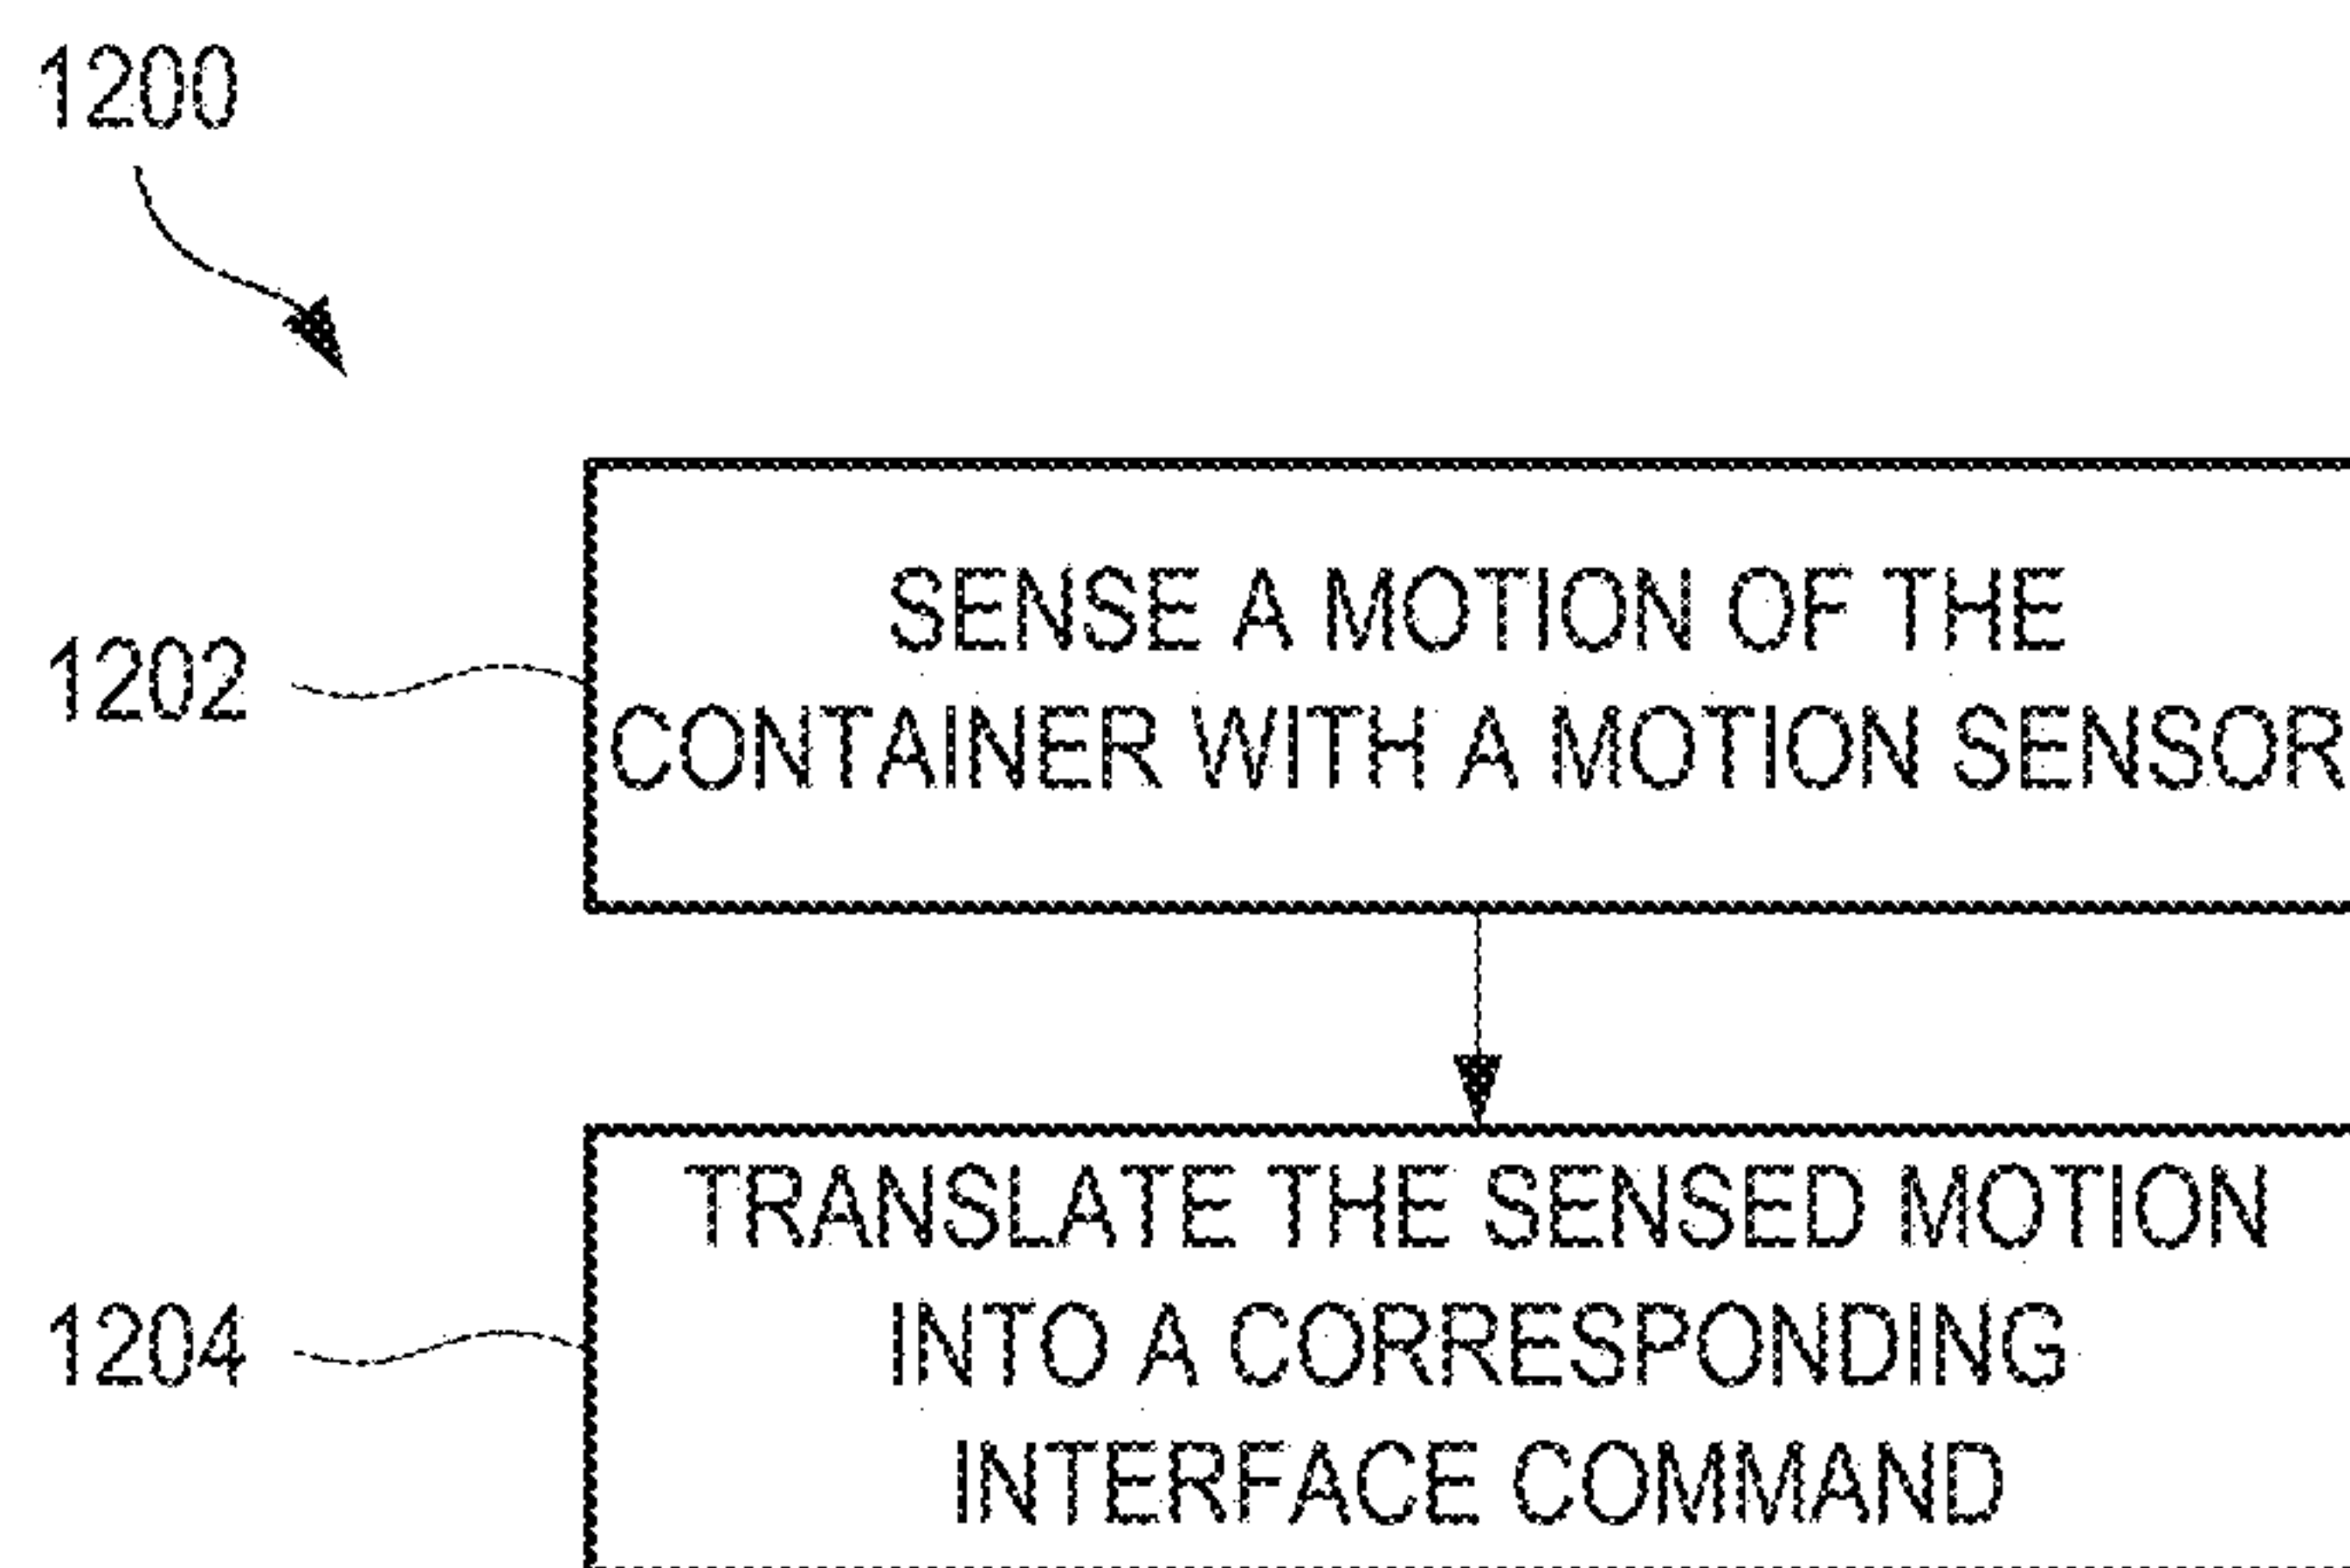 1200
1202
SENSE A MOTION OF THE
CONTAINER WITH A MOTION SENSOR
1204
TRANSLATE THE SENSED MOTION
INTO A CORRESPONDING
INTERFACE COMMAND